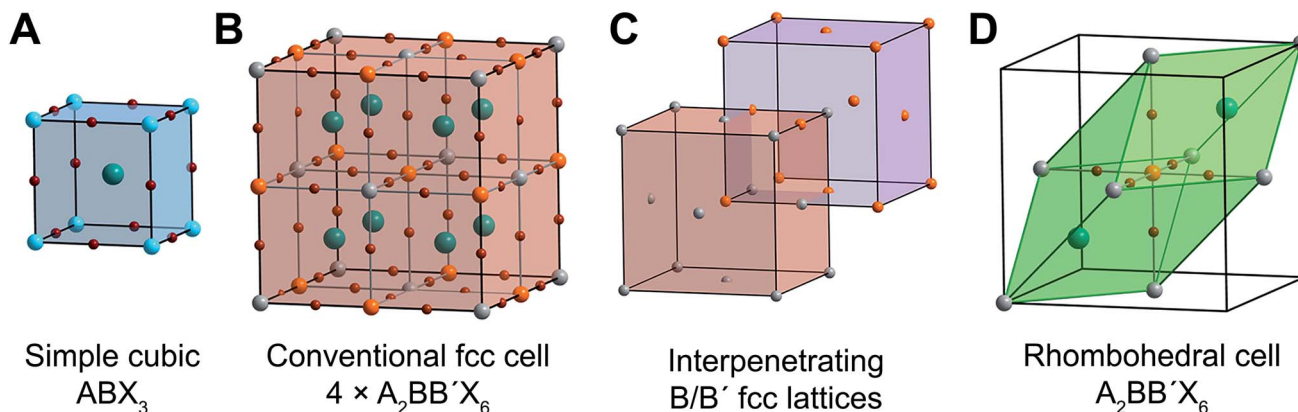 A
B
C
D
Simple cubic
ABX₃
Conventional fcc cell
4 × A₂BB´X₆
Interpenetrating
B/B´ fcc lattices
Rhombohedral cell
A₂BB´X₆